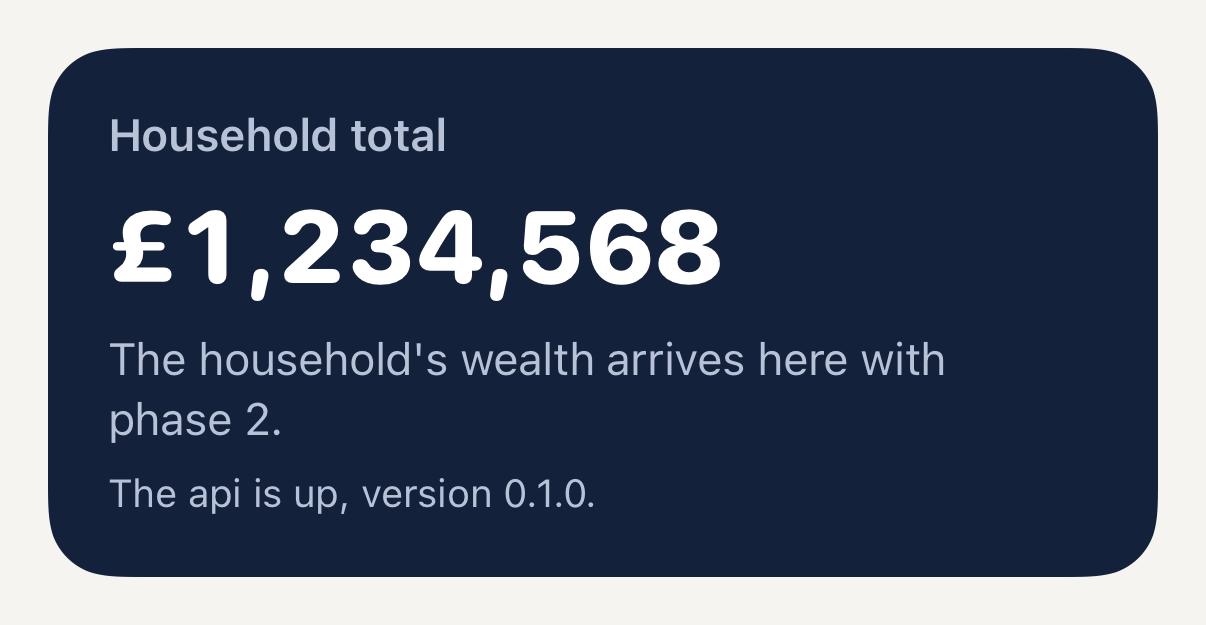 Household total
£1,234,568
The household's wealth arrives here with
phase 2.
The api is up, version 0.1.0.